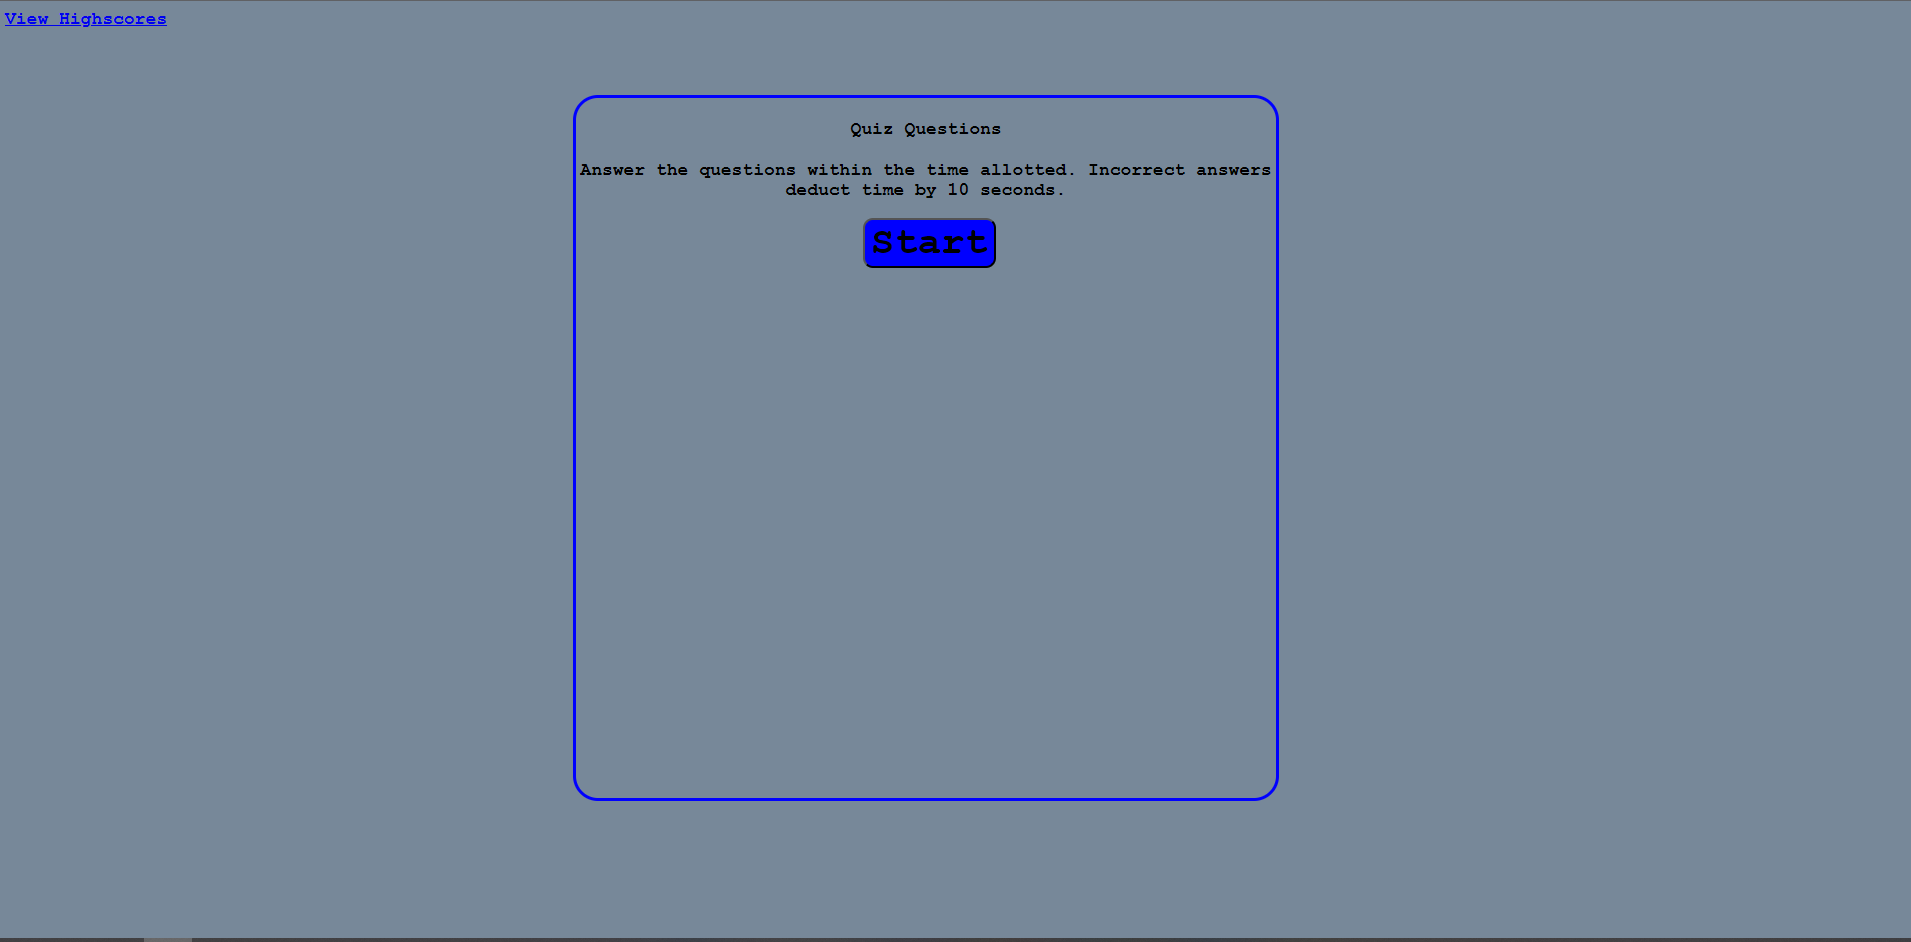 View Highscores
Quiz Questions
Answer the questions within the time allotted. Incorrect answers
deduct time by 10 seconds.
Start